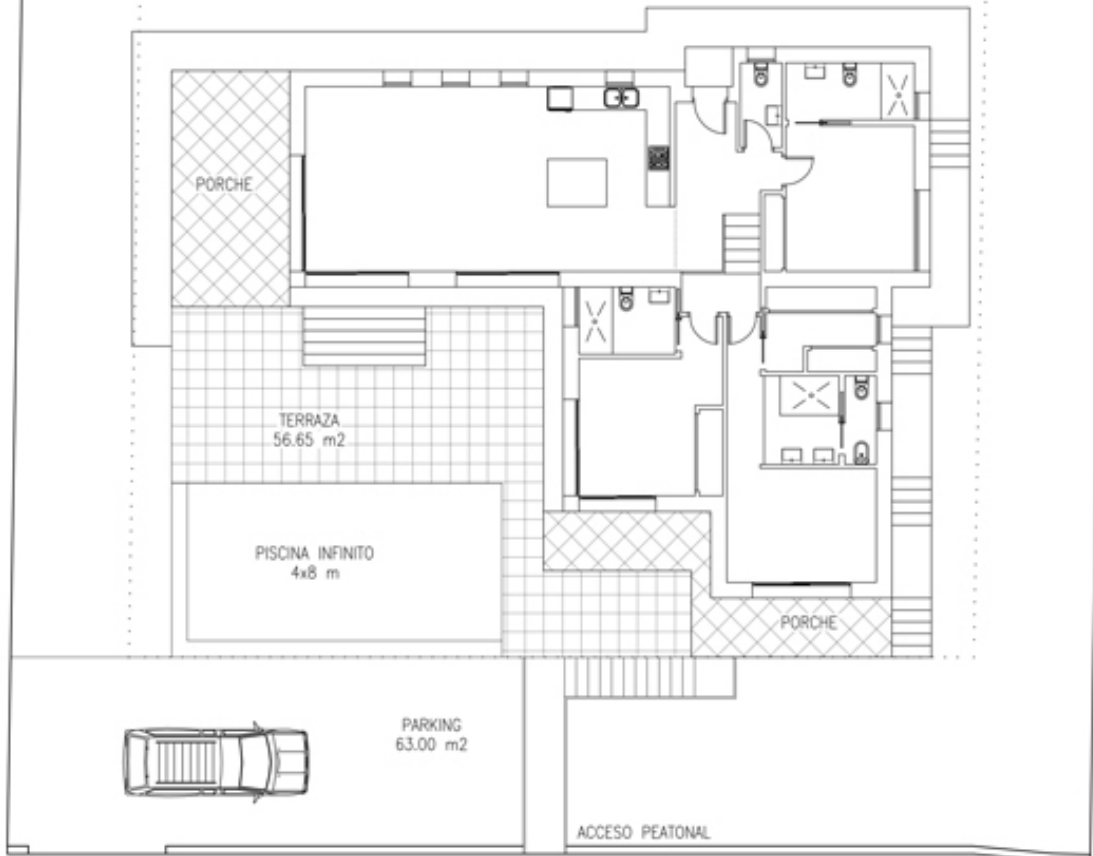 PORCHE
TERRAZA
56.65 m2
PISCINA INFINITO
4x8 m
PORCHE
PARKING
63.00 m2
ACCESO PEATONAL